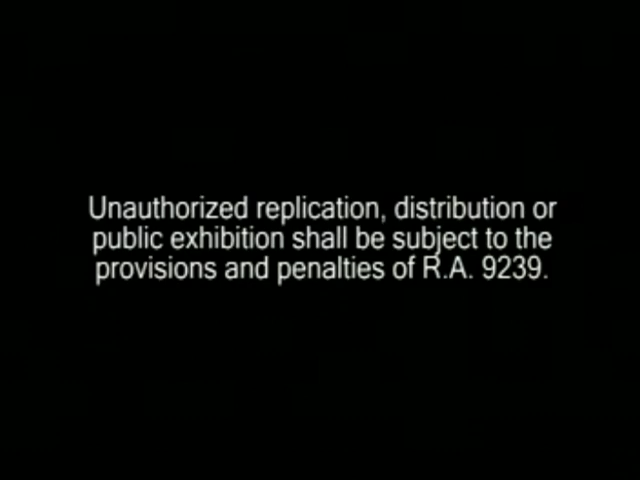 Unauthorized replication, distribution or
public exhibition shall be subject to the
provisions and penalties of R.A. 9239.